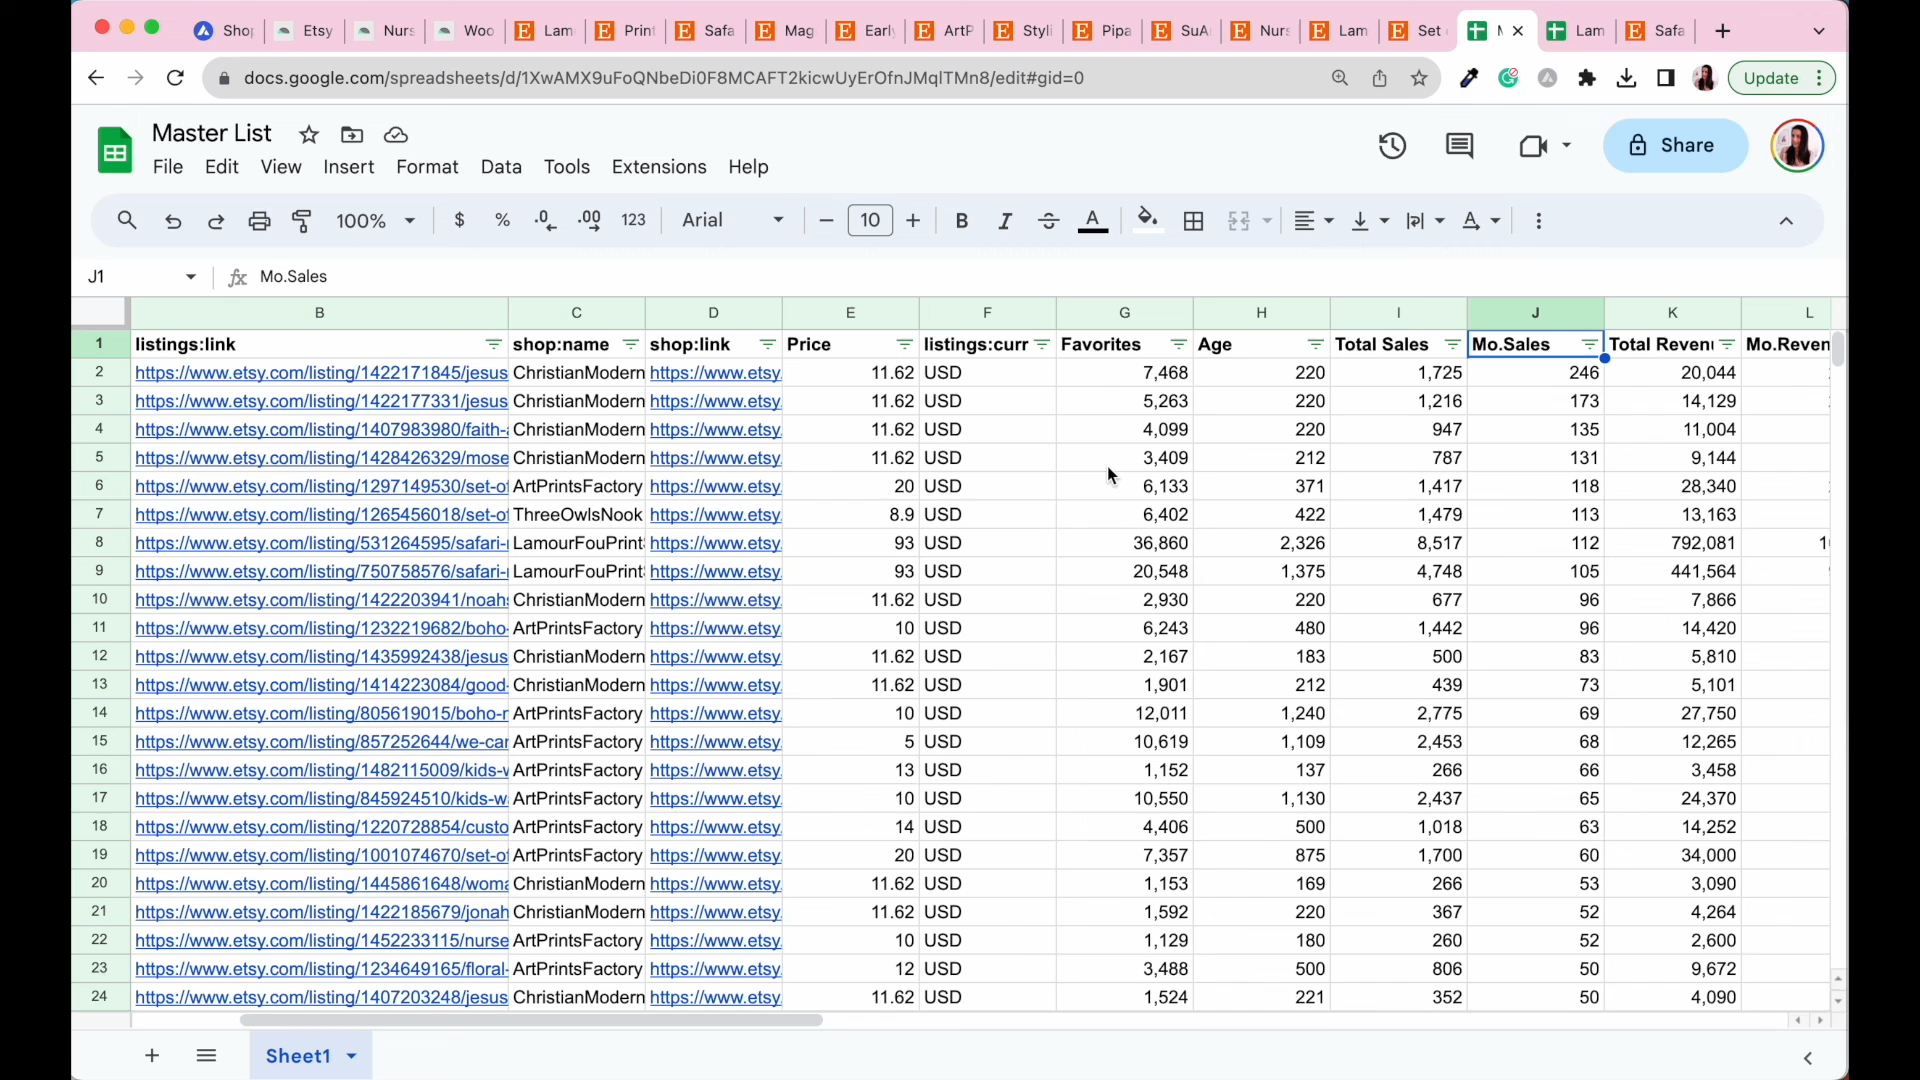 Shop Etsy Nurs Woo Lam Print Safa Mag Early ArtP Styli Pipa SuA Nurs Lam Set Lam Safa
docs.google.com/spreadsheets/d/1XwAMX9uFoQNbeDi0F8MCAFT2kicwUyErOfnJMqlTMn8/edit#gid=0 Update
Master List
Share
File Edit View Insert Format Data Tools Extensions Help
100% $ % .0 .00 123 Arial 10 B I A
J1 fx Mo.Sales
B C D E F G H I J K L
1 listings:link shop:name shop:link Price listings:curr Favorites Age Total Sales Mo.Sales Total Revenu Mo.Reven
2 https://www.etsy.com/listing/1422171845/jesus ChristianModern https://www.etsy. 11.62 USD 7,468 220 1,725 246 20,044
3 https://www.etsy.com/listing/1422177331/jesus ChristianModern https://www.etsy. 11.62 USD 5,263 220 1,216 173 14,129
4 https://www.etsy.com/listing/1407983980/faith- ChristianModern https://www.etsy. 11.62 USD 4,099 220 947 135 11,004
5 https://www.etsy.com/listing/1428426329/mose ChristianModern https://www.etsy. 11.62 USD 3,409 212 787 131 9,144
6 https://www.etsy.com/listing/1297149530/set-of ArtPrintsFactory https://www.etsy. 20 USD 6,133 371 1,417 118 28,340
7 https://www.etsy.com/listing/1265456018/set-of ThreeOwlsNook https://www.etsy. 8.9 USD 6,402 422 1,479 113 13,163
8 https://www.etsy.com/listing/531264595/safari- LamourFouPrint https://www.etsy. 93 USD 36,860 2,326 8,517 112 792,081
9 https://www.etsy.com/listing/750758576/safari- LamourFouPrint https://www.etsy. 93 USD 20,548 1,375 4,748 105 441,564
10 https://www.etsy.com/listing/1422203941/noahs ChristianModern https://www.etsy. 11.62 USD 2,930 220 677 96 7,866
11 https://www.etsy.com/listing/1232219682/boho- ArtPrintsFactory https://www.etsy. 10 USD 6,243 480 1,442 96 14,420
12 https://www.etsy.com/listing/1435992438/jesus ChristianModern https://www.etsy. 11.62 USD 2,167 183 500 83 5,810
13 https://www.etsy.com/listing/1414223084/good- ChristianModern https://www.etsy. 11.62 USD 1,901 212 439 73 5,101
14 https://www.etsy.com/listing/805619015/boho-r ArtPrintsFactory https://www.etsy. 10 USD 12,011 1,240 2,775 69 27,750
15 https://www.etsy.com/listing/857252644/we-car ArtPrintsFactory https://www.etsy. 5 USD 10,619 1,109 2,453 68 12,265
16 https://www.etsy.com/listing/1482115009/kids-w ArtPrintsFactory https://www.etsy. 13 USD 1,152 137 266 66 3,458
17 https://www.etsy.com/listing/845924510/kids-w ArtPrintsFactory https://www.etsy. 10 USD 10,550 1,130 2,437 65 24,370
18 https://www.etsy.com/listing/1220728854/custo ArtPrintsFactory https://www.etsy. 14 USD 4,406 500 1,018 63 14,252
19 https://www.etsy.com/listing/1001074670/set-of ArtPrintsFactory https://www.etsy. 20 USD 7,357 875 1,700 60 34,000
20 https://www.etsy.com/listing/1445861648/woma ChristianModern https://www.etsy. 11.62 USD 1,153 169 266 53 3,090
21 https://www.etsy.com/listing/1422185679/jonah ChristianModern https://www.etsy. 11.62 USD 1,592 220 367 52 4,264
22 https://www.etsy.com/listing/1452233115/nurse ArtPrintsFactory https://www.etsy. 10 USD 1,129 180 260 52 2,600
23 https://www.etsy.com/listing/1234649165/floral- ArtPrintsFactory https://www.etsy. 12 USD 3,488 500 806 50 9,672
24 https://www.etsy.com/listing/1407203248/jesus ChristianModern https://www.etsy. 11.62 USD 1,524 221 352 50 4,090
Sheet1